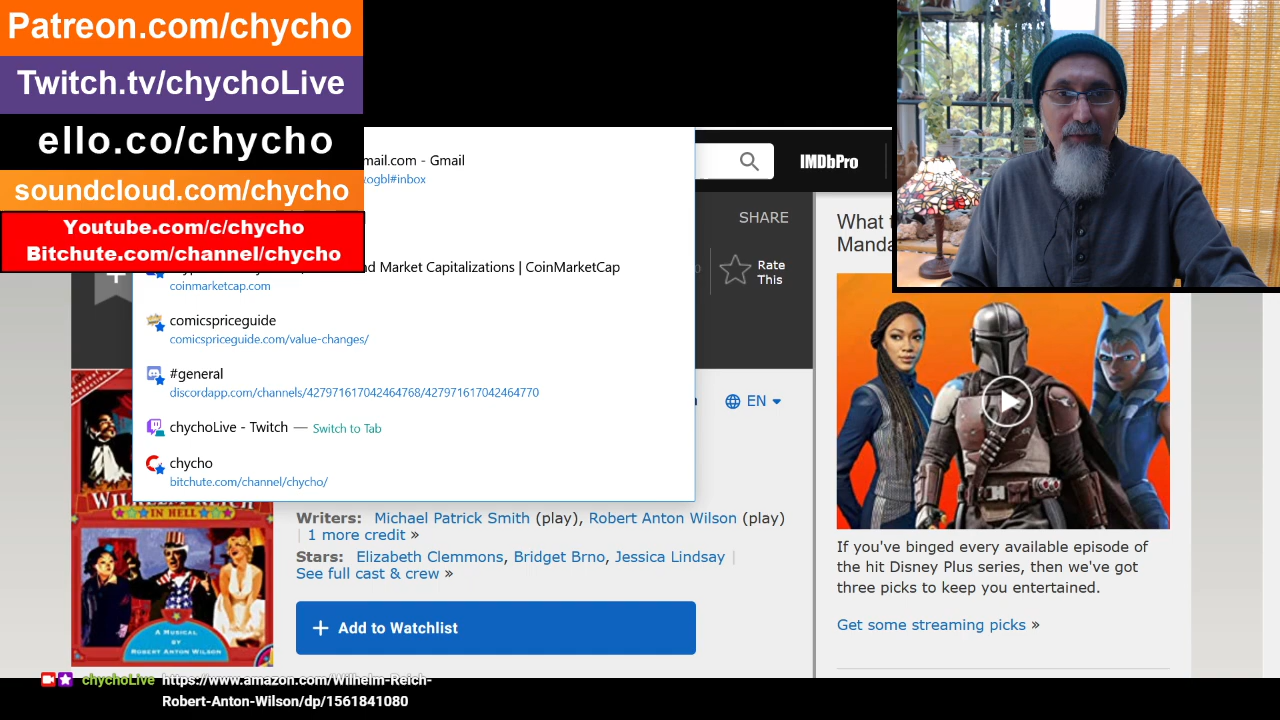 Patreon.com/chycho
Twitch.tv/chychoLive
ello.co/chycho
soundcloud.com/chycho
Youtube.com/c/chycho
Bitchute.com/channel/chycho
mail.com - Gmail
#inbox
nd Market Capitalizations | CoinMarketCap
coinmarketcap.com
comicspriceguide
comicspriceguide.com/value-changes/
#general
discordapp.com/channels/427971617042464768/427971617042464770
chychoLive - Twitch — Switch to Tab
chycho
bitchute.com/channel/chycho/
IMDbPro
SHARE
Rate
This
EN
What
Manda
WILHELM REICH
IN HELL
A MUSICAL
BY
ROBERT ANTON WILSON
Writers: Michael Patrick Smith (play), Robert Anton Wilson (play)
| 1 more credit »
Stars: Elizabeth Clemmons, Bridget Brno, Jessica Lindsay |
See full cast & crew »
+ Add to Watchlist
If you've binged every available episode of
the hit Disney Plus series, then we've got
three picks to keep you entertained.
Get some streaming picks »
chychoLive https://www.amazon.com/Wilhelm-Reich-
Robert-Anton-Wilson/dp/1561841080